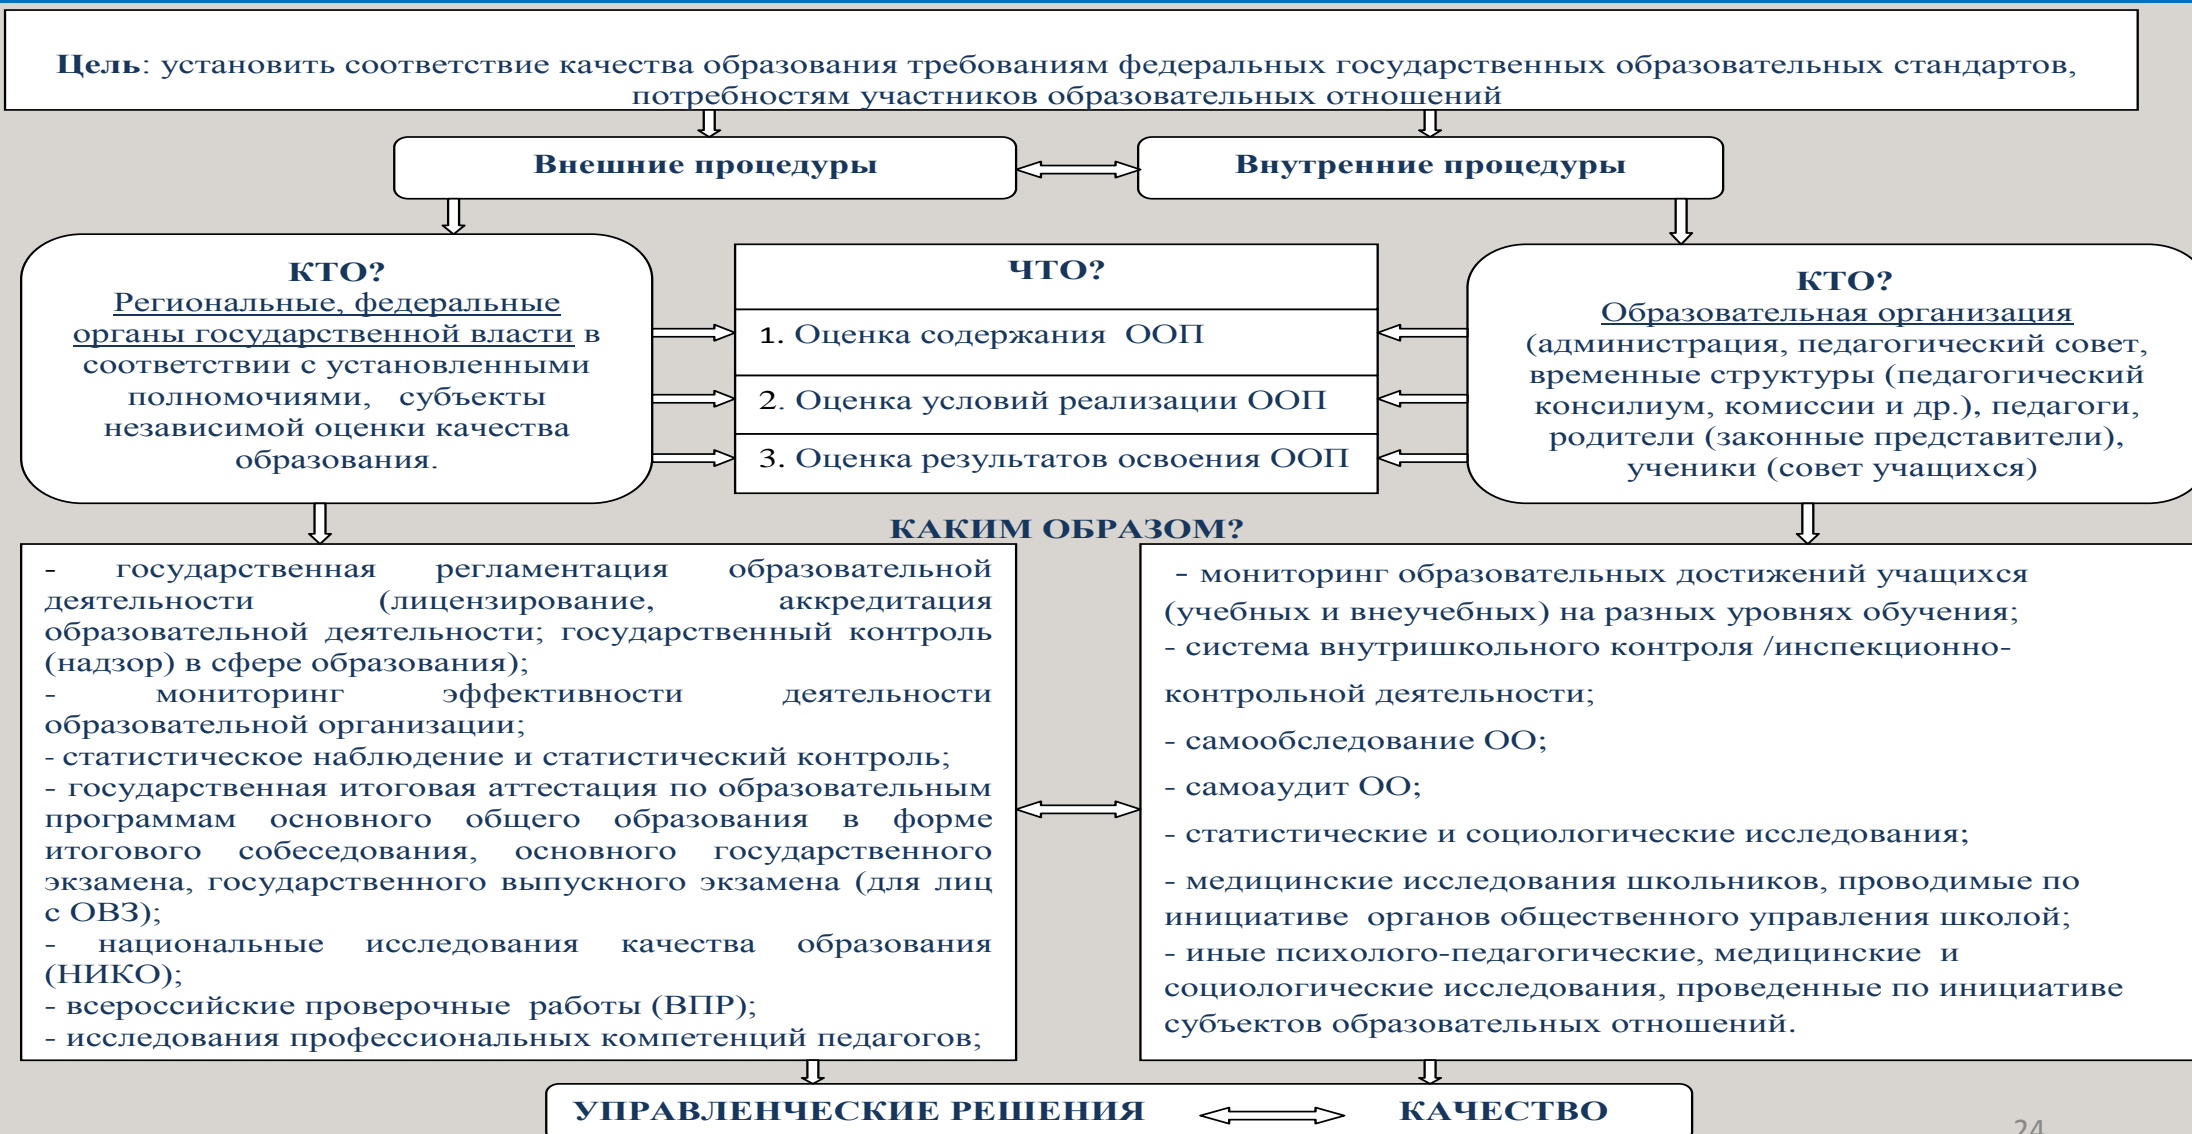 Цель: установить соответствие качества образования требованиям федеральных государственных образовательных стандартов,
потребностям участников образовательных отношений
Внешние процедуры
Внутренние процедуры
КТО?
Региональные, федеральные
органы государственной власти в
соответствии с установленными
полномочиями, субъекты
независимой оценки качества
образования.
ЧТО?
1. Оценка содержания ООП
2. Оценка условий реализации ООП
3. Оценка результатов освоения ООП
КТО?
Образовательная организация
(администрация, педагогический совет,
временные структуры (педагогический
консилиум, комиссии и др.), педагоги,
родители (законные представители),
ученики (совет учащихся)
КАКИМ ОБРАЗОМ?
- государственная регламентация образовательной
деятельности (лицензирование, аккредитация
образовательной деятельности; государственный контроль
(надзор) в сфере образования);
- мониторинг эффективности деятельности
образовательной организации;
- статистическое наблюдение и статистический контроль;
- государственная итоговая аттестация по образовательным
программам основного общего образования в форме
итогового собеседования, основного государственного
экзамена, государственного выпускного экзамена (для лиц
с ОВЗ);
- национальные исследования качества образования
(НИКО);
- всероссийские проверочные работы (ВПР);
- исследования профессиональных компетенций педагогов;
- мониторинг образовательных достижений учащихся
(учебных и внеучебных) на разных уровнях обучения;
- система внутришкольного контроля /инспекционно-
контрольной деятельности;
- самообследование ОО;
- самоаудит ОО;
- статистические и социологические исследования;
- медицинские исследования школьников, проводимые по
инициативе органов общественного управления школой;
- иные психолого-педагогические, медицинские и
социологические исследования, проведенные по инициативе
субъектов образовательных отношений.
УПРАВЛЕНЧЕСКИЕ РЕШЕНИЯ
КАЧЕСТВО
24